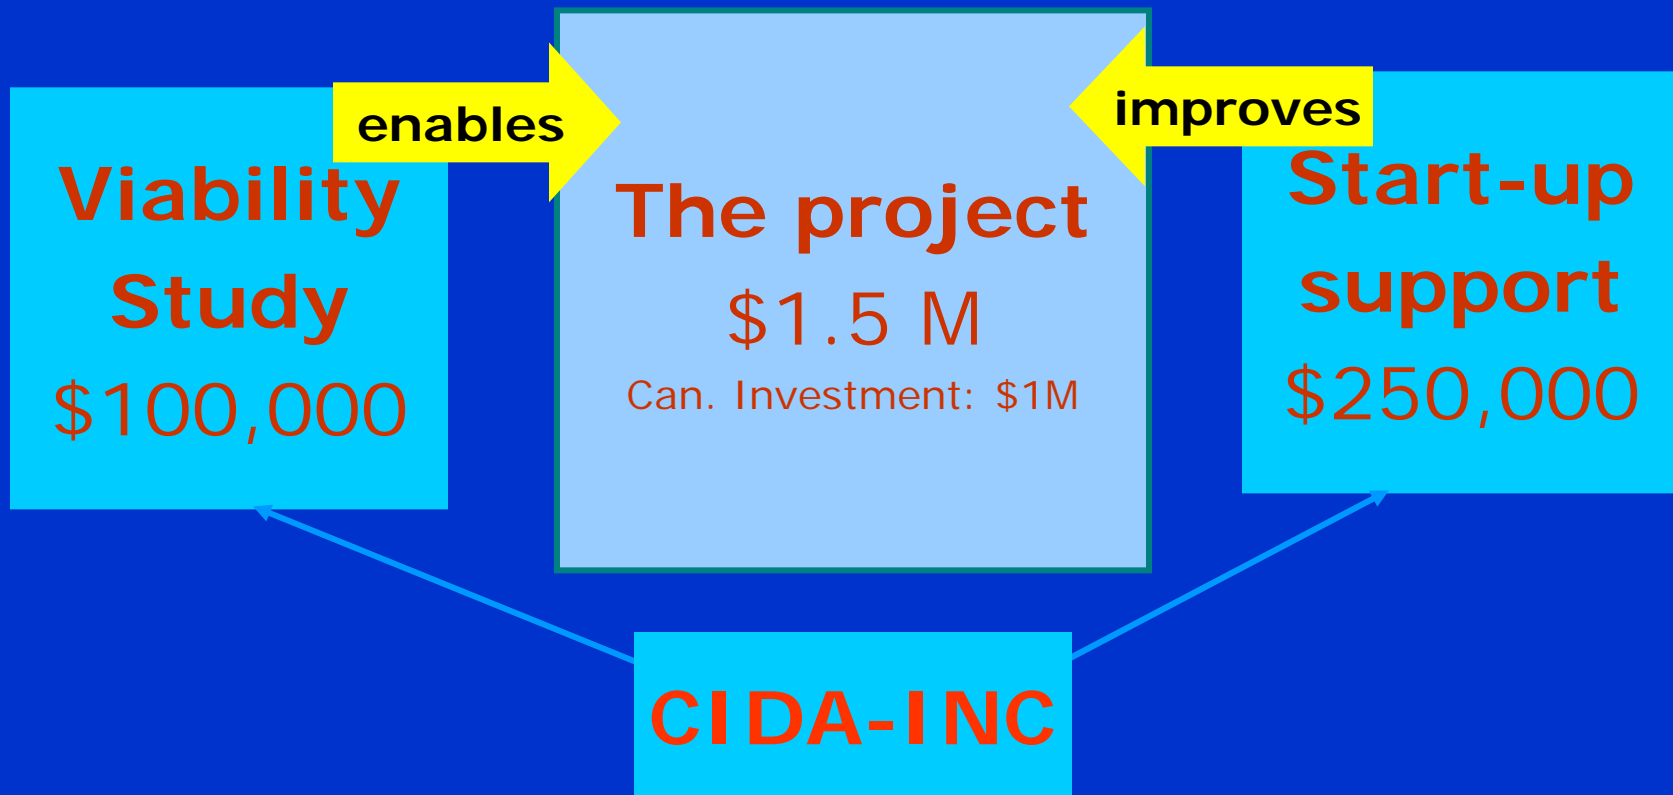 enables
Viability
Study
$100,000
The project
$1.5 M
Can. Investment: $1M
improves
Start-up
support
$250,000
CIDA-INC